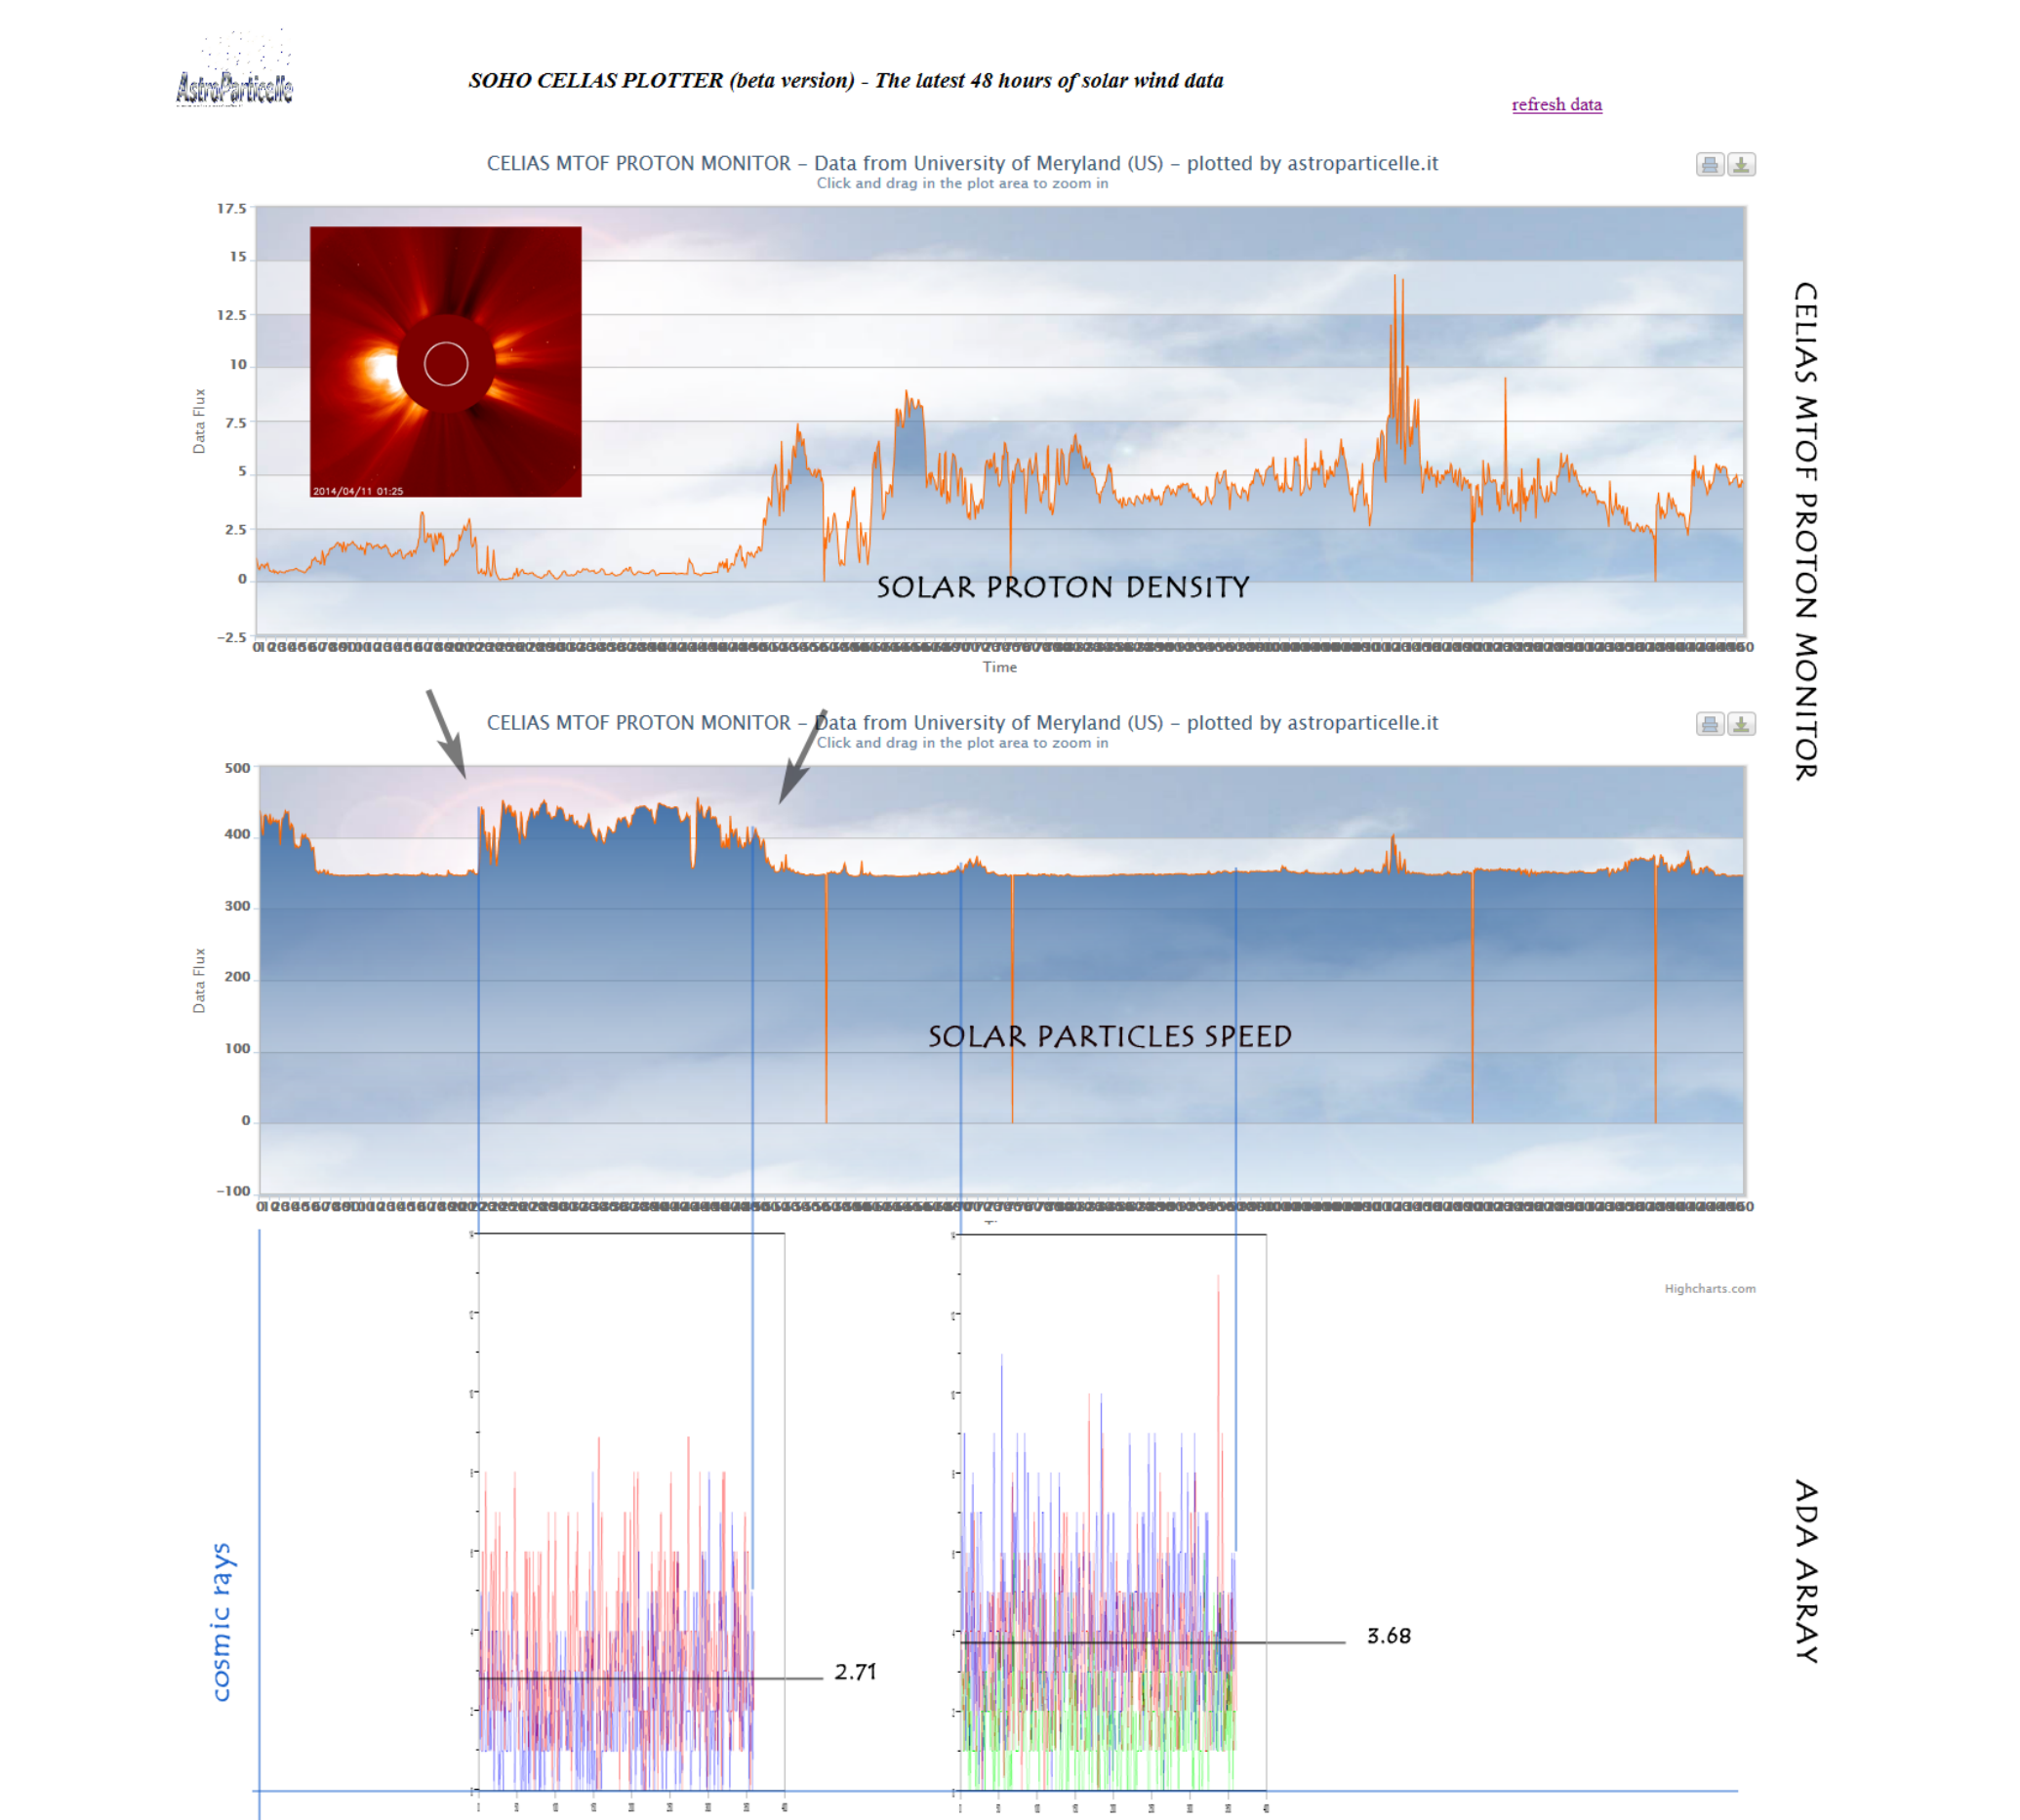 AstroParticelle
SOHO CELIAS PLOTTER (beta version) - The latest 48 hours of solar wind data
refresh data
CELIAS MTOF PROTON MONITOR – Data from University of Meryland (US) – plotted by astroparticelle.it
Click and drag in the plot area to zoom in
17.5
15
12.5
10
7.5
5
2.5
0
-2.5
Data Flux
2014/04/11 01:25
SOLAR PROTON DENSITY
Time
CELIAS MTOF PROTON MONITOR
CELIAS MTOF PROTON MONITOR – Data from University of Meryland (US) – plotted by astroparticelle.it
Click and drag in the plot area to zoom in
500
400
300
200
100
0
-100
Data Flux
SOLAR PARTICLES SPEED
Highcharts.com
cosmic rays
2.71
3.68
ADA ARRAY